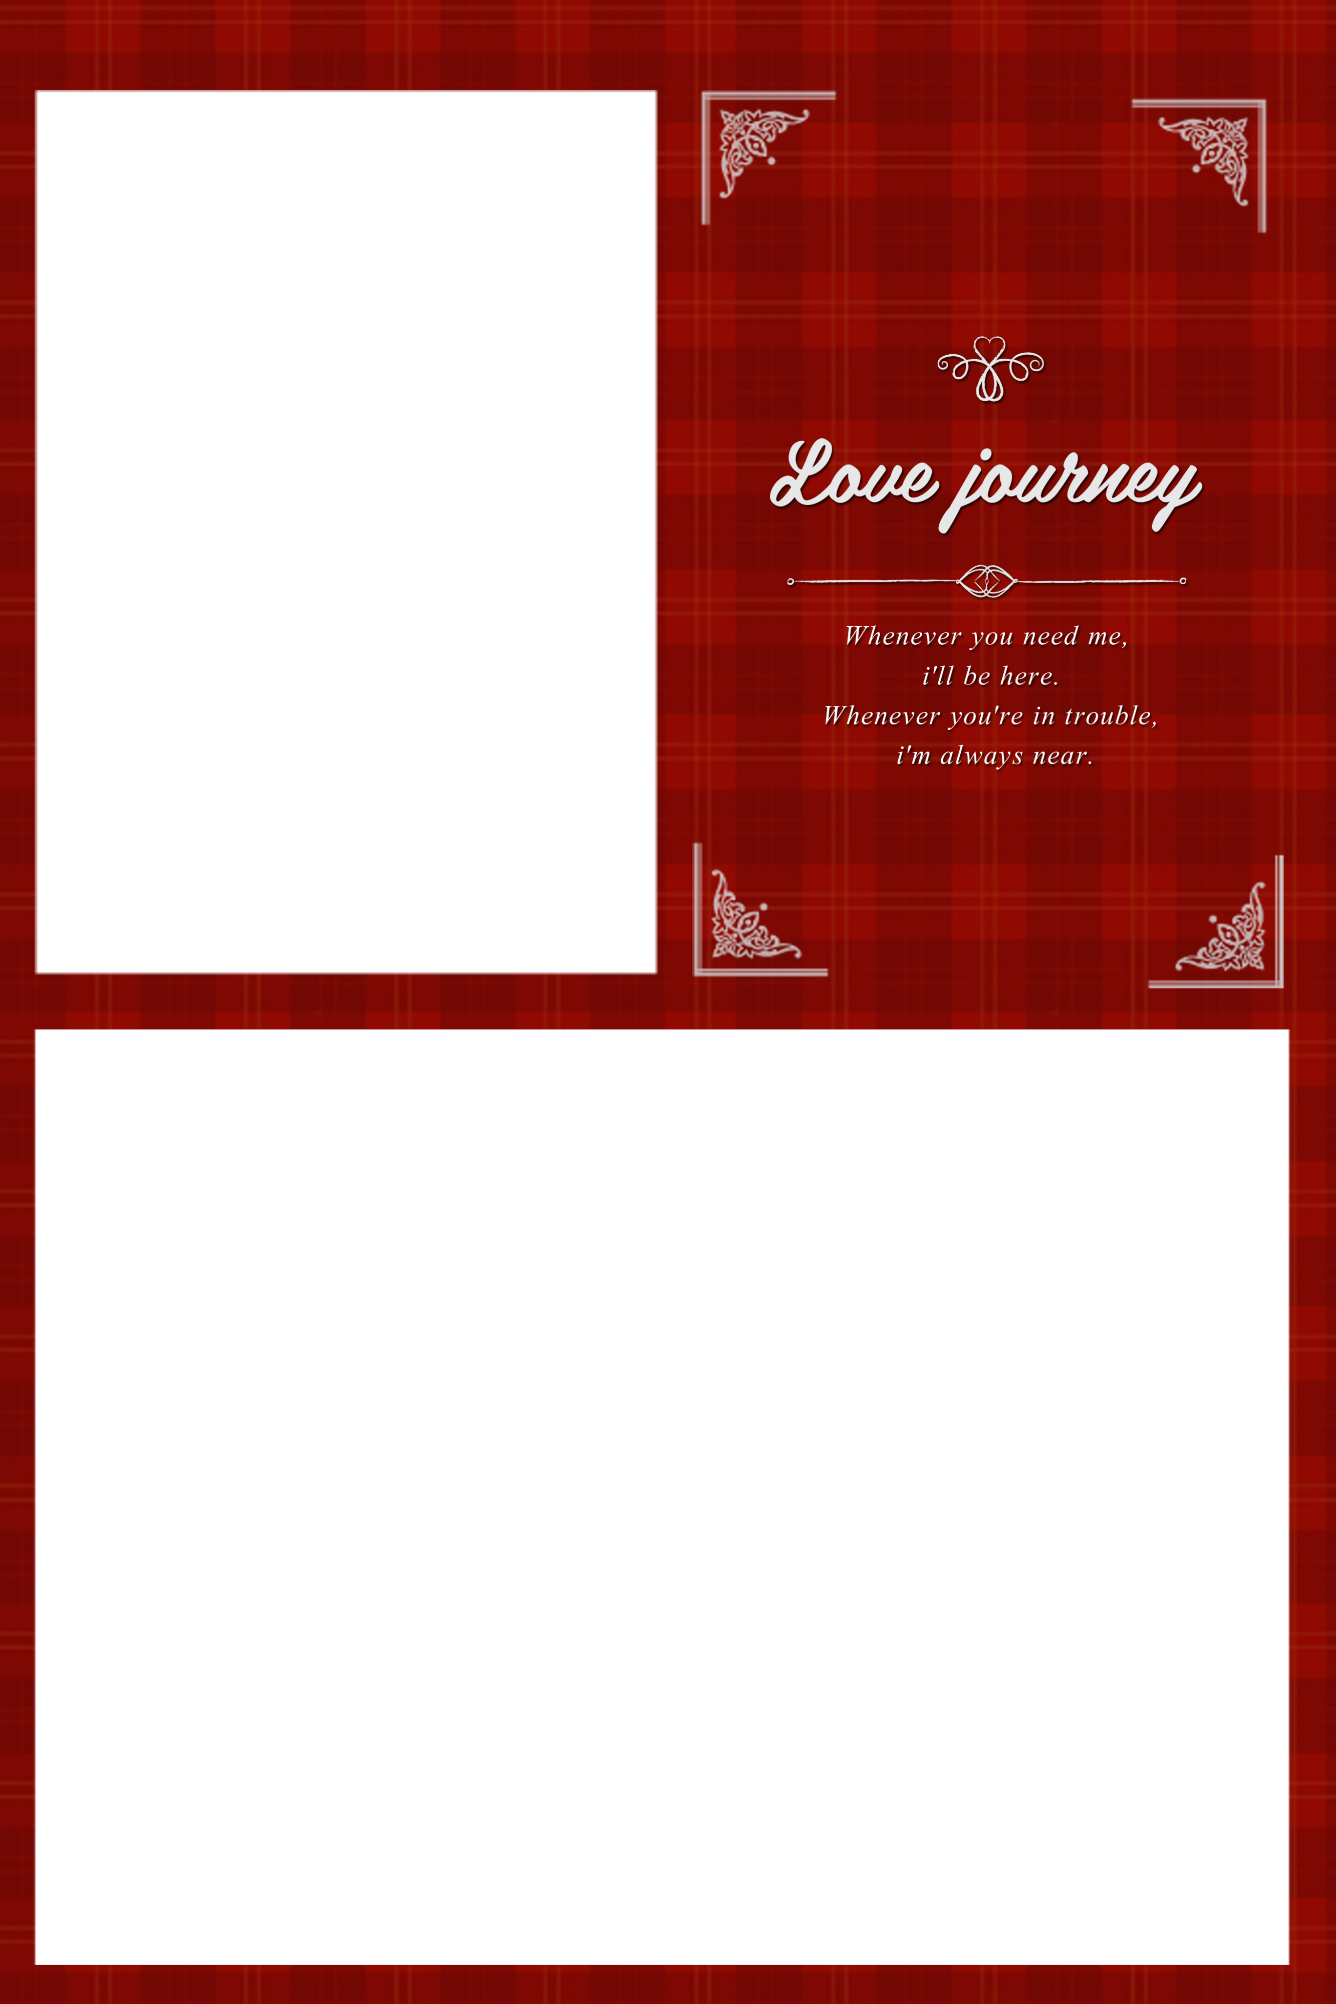 Love journey
Whenever you need me,
i'll be here.
Whenever you're in trouble,
i'm always near.